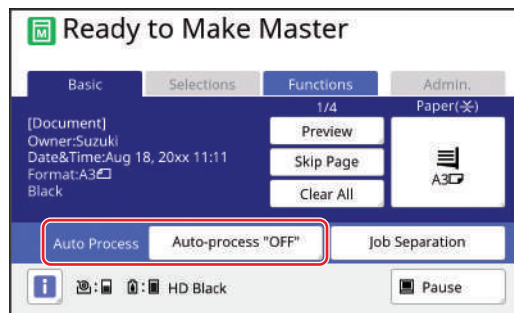 M Ready to Make Master
Basic Selections Functions Admin.
1/4 Paper
[Document]
Owner:Suzuki
Date&Time:Aug 18, 20xx 11:11
Format:A3
Black
Preview
Skip Page
Clear All
A3
Auto Process Auto-process "OFF" Job Separation
i HD Black Pause